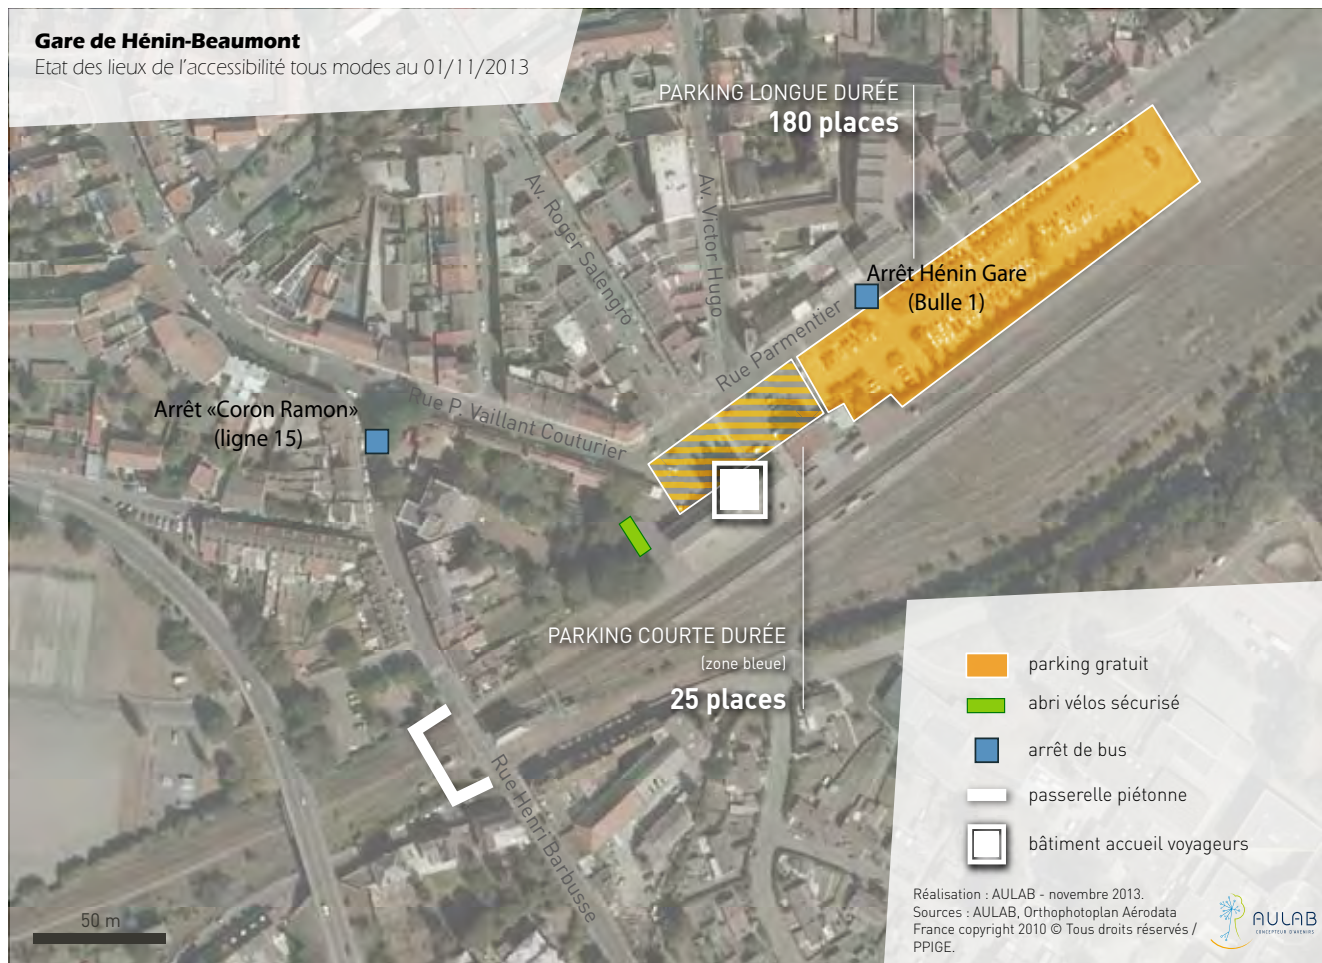 Gare de Hénin-Beaumont
Etat des lieux de l'accessibilité tous modes au 01/11/2013
PARKING LONGUE DURÉE
180 places
Av. Roger Salengro
Av. Victor Hugo
Arrêt Hénin Gare
(Bulle 1)
Rue Parmentier
Arrêt «Coron Ramon»
(ligne 15)
Rue P. Vaillant Couturier
PARKING COURTE DURÉE
(zone bleue)
25 places
Rue Henri Barbusse
parking gratuit
abri vélos sécurisé
arrêt de bus
passerelle piétonne
bâtiment accueil voyageurs
Réalisation : AULAB - novembre 2013.
Sources : AULAB, Orthophotoplan Aérodata
France copyright 2010 © Tous droits réservés /
PPIGE.
AULAB
CONCEPTEUR D'AVENIRS
50 m